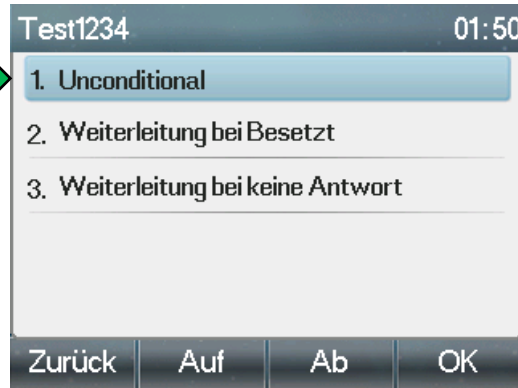 Test1234 01:50
1. Unconditional
2. Weiterleitung bei Besetzt
3. Weiterleitung bei keine Antwort
Zurück Auf Ab OK